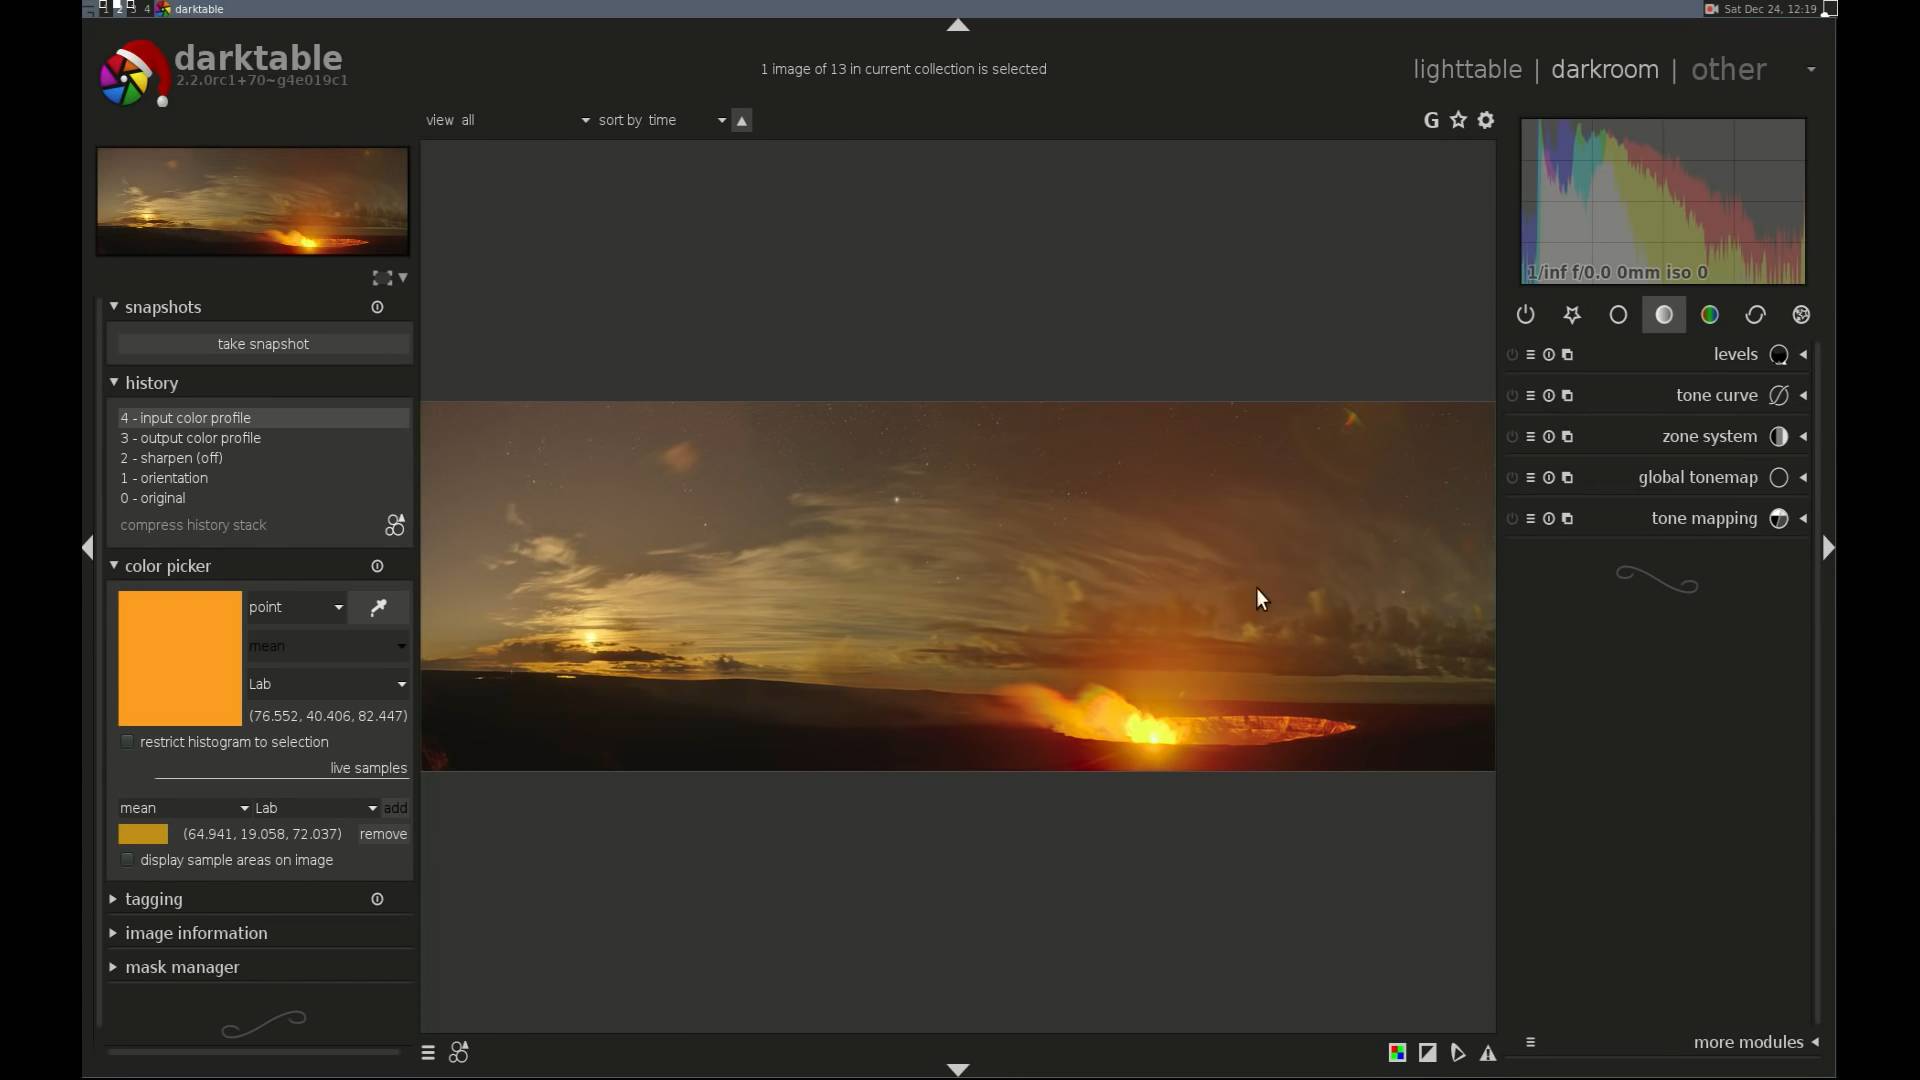 1 2 3 4 darktable
Sat Dec 24, 12:19
darktable
2.2.0rc1+70~g4e019c1
1 image of 13 in current collection is selected
lighttable | darkroom | other
view all
sort by time
G
1/inf f/0.0 0mm iso 0
snapshots
take snapshot
history
4 - input color profile
3 - output color profile
2 - sharpen (off)
1 - orientation
0 - original
compress history stack
color picker
point
mean
Lab
(76.552, 40.406, 82.447)
restrict histogram to selection
live samples
mean Lab add
(64.941, 19.058, 72.037) remove
display sample areas on image
tagging
image information
mask manager
levels
tone curve
zone system
global tonemap
tone mapping
more modules